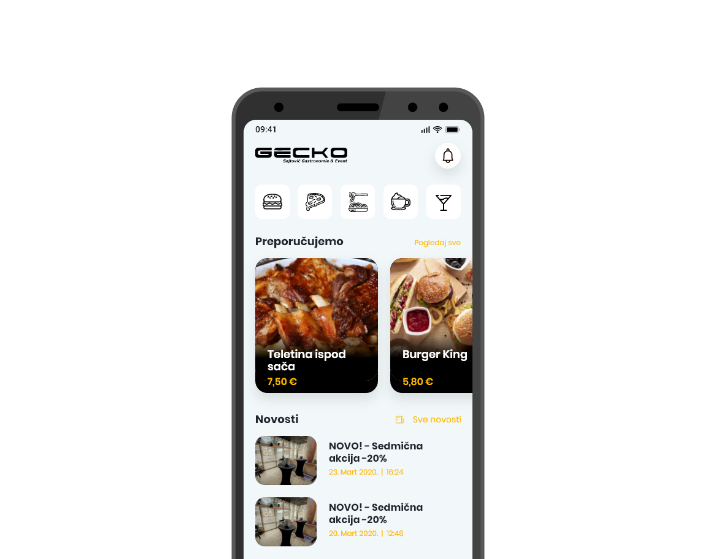 09:41
GECKO
Sajtović Gastronomie & Event
Preporučujemo
Pogledaj sve
Teletina ispod
sača
7,50 €
Burger King
5,80 €
Novosti
Sve novosti
NOVO! - Sedmična
akcija -20%
23. Mart 2020. | 16:24
NOVO! - Sedmična
akcija -20%
20. Mart 2020. | 12:48